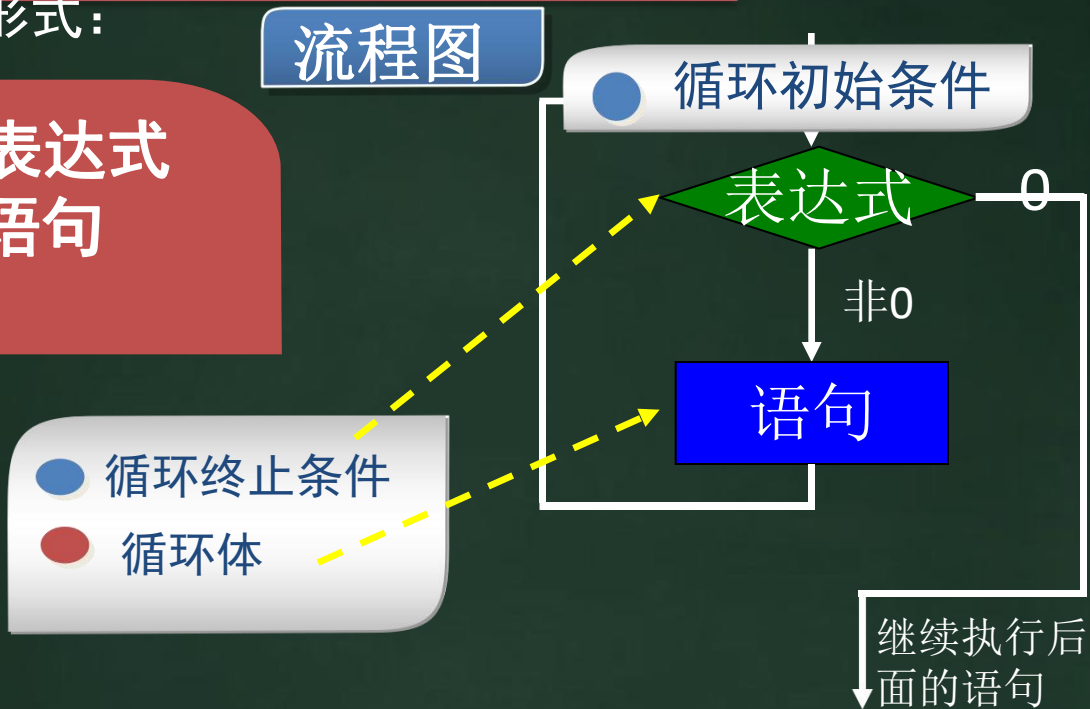 形式：
流程图
循环初始条件
表达式
语句
表达式
0
非0
语句
循环终止条件
循环体
继续执行后
面的语句